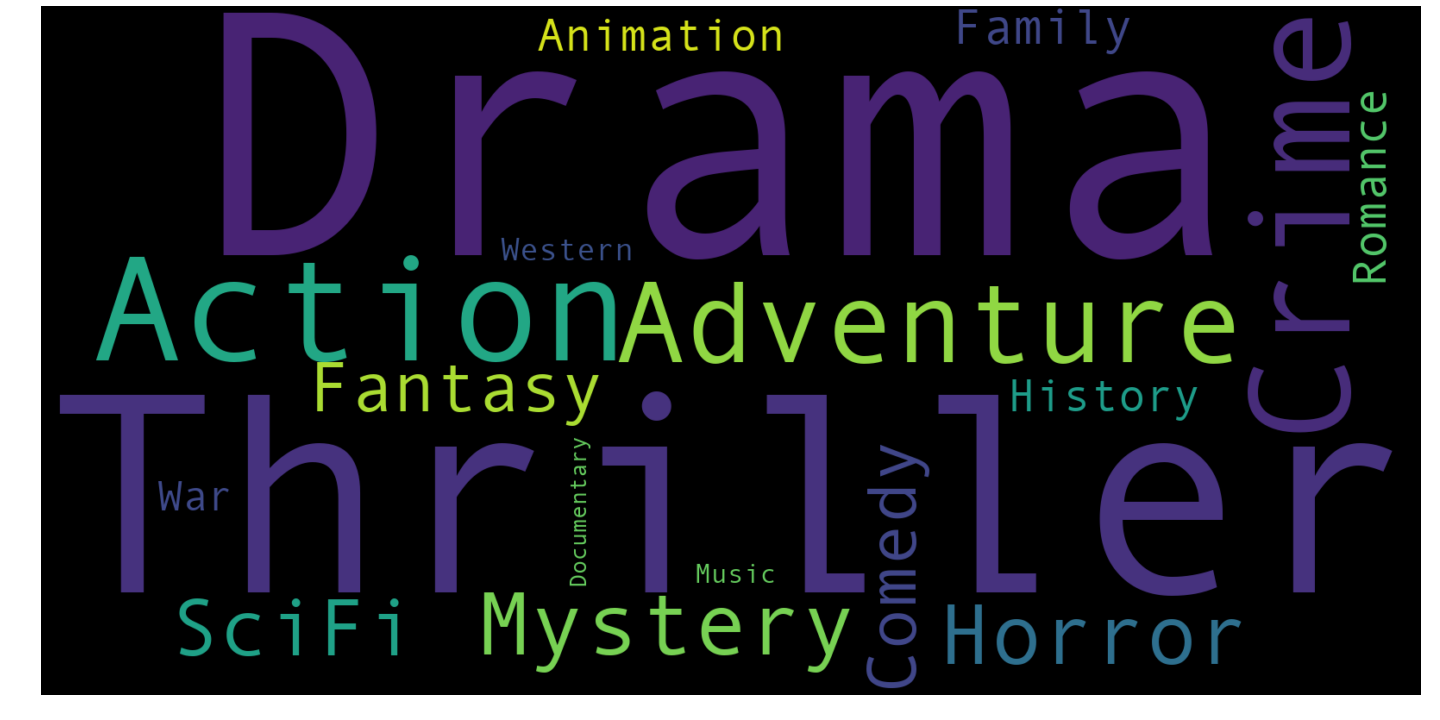 Animation
Family
Drama
Crime
Romance
Western
Action
Adventure
Fantasy
History
Thriller
War
Documentary
Comedy
Music
SciFi
Mystery
Horror